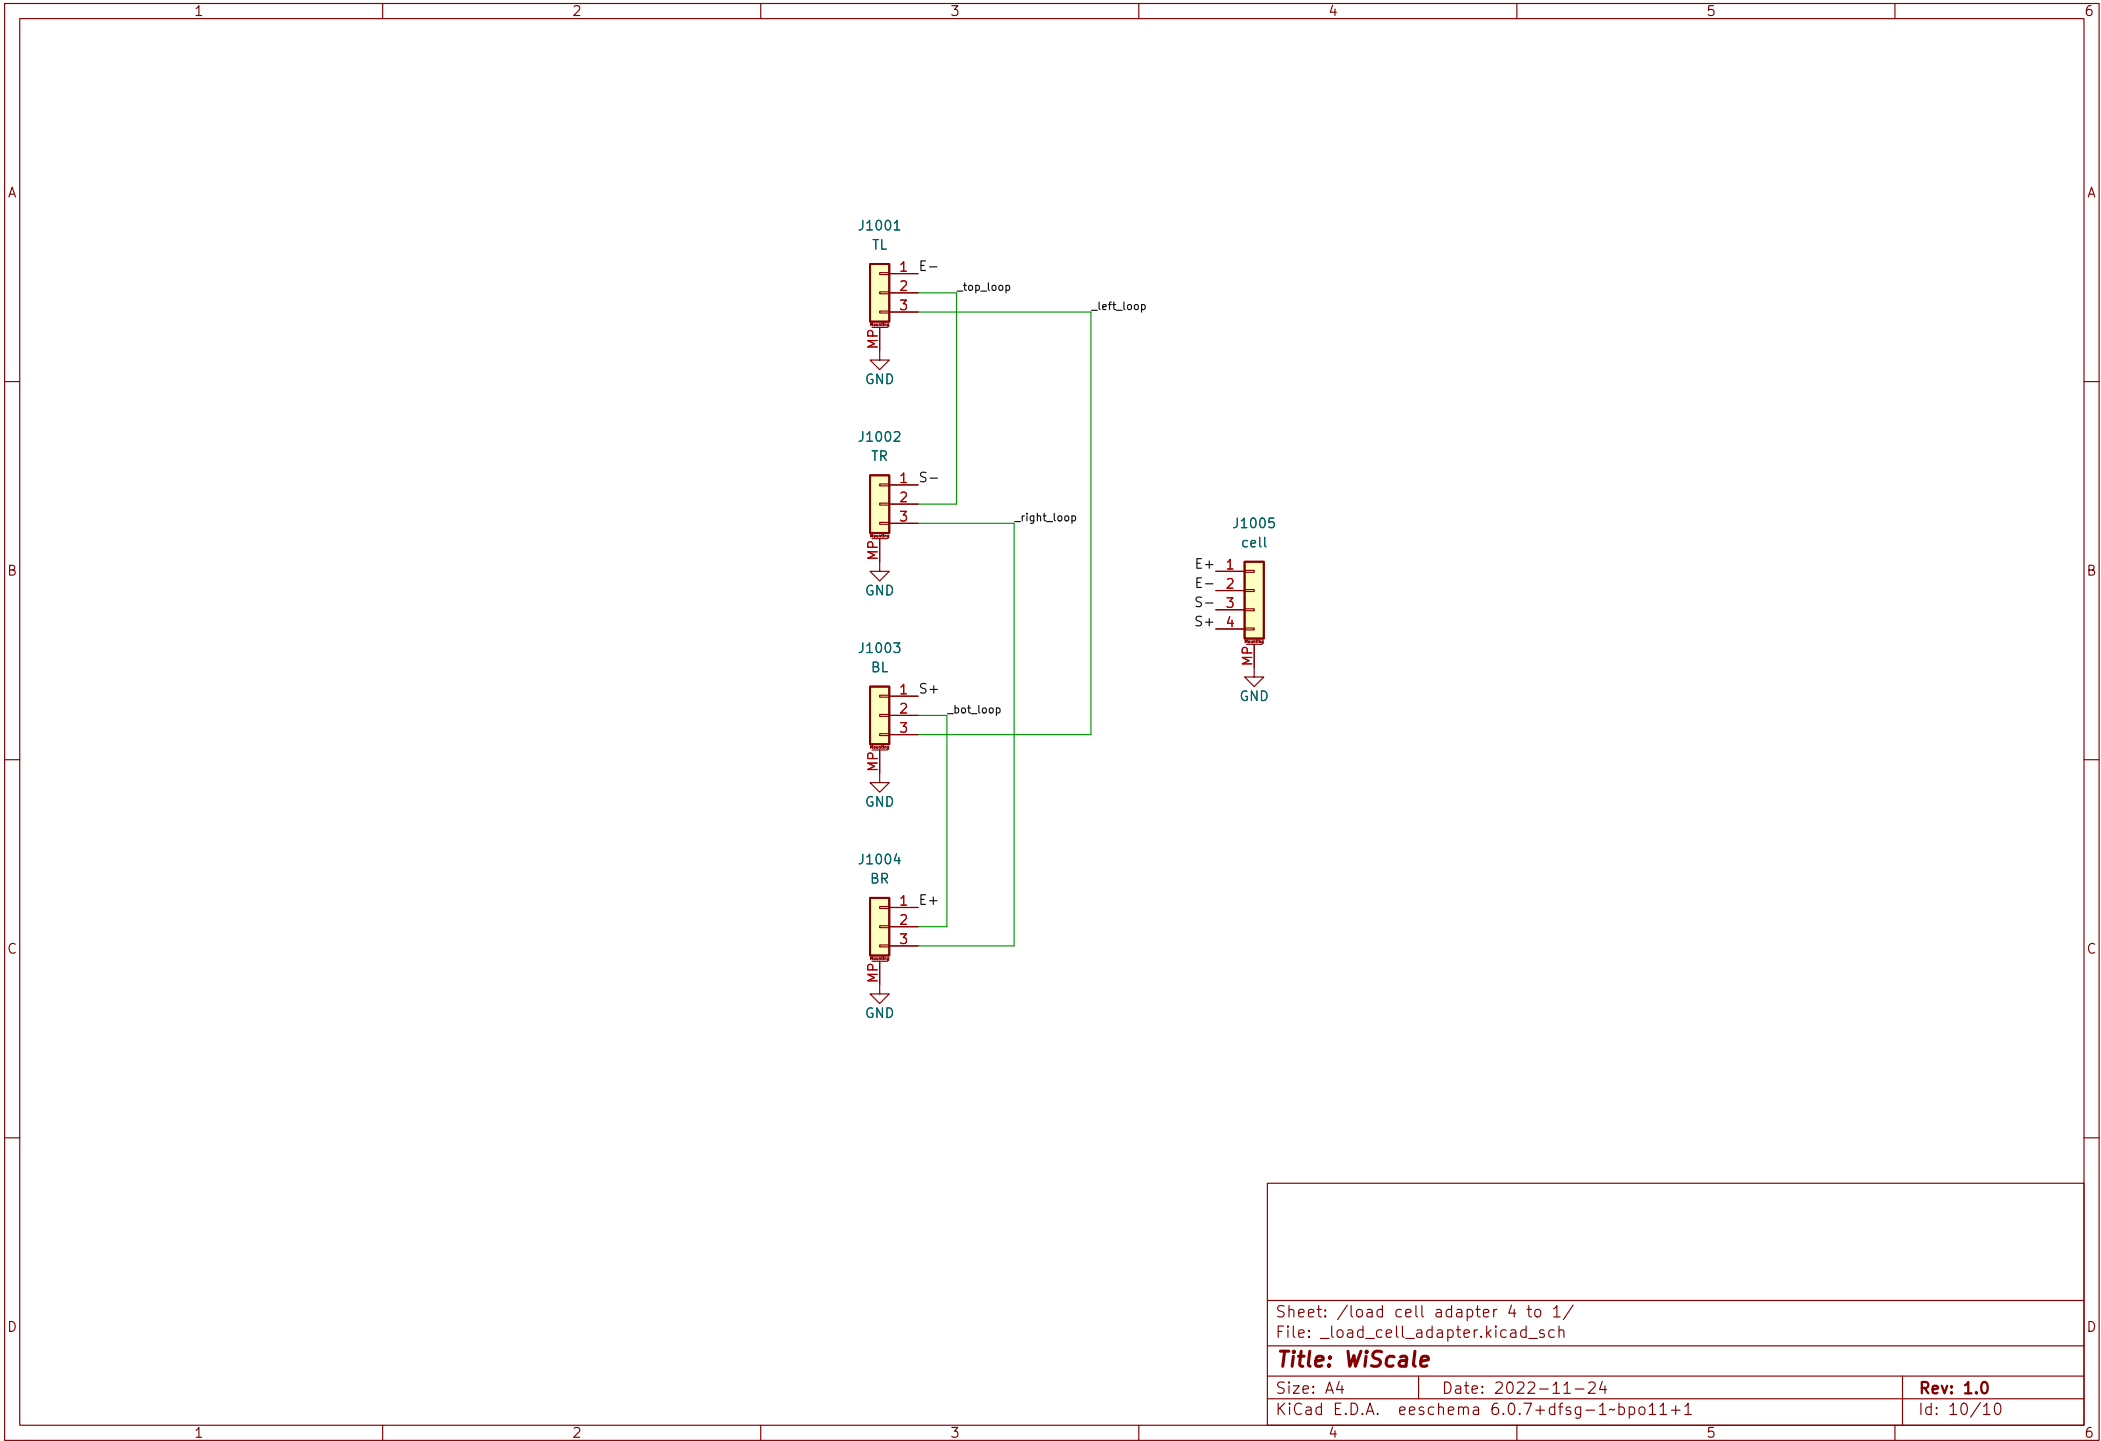 1 2 3 4 5 6
A A
J1001
TL
1 E-
2 _top_loop
3 _left_loop
MP
GND
J1002
TR
1 S-
2
3 _right_loop
MP
GND
J1005
cell
E+ 1
E- 2
S- 3
S+ 4
MP
GND
B B
J1003
BL
1 S+
2 _bot_loop
3
MP
GND
J1004
BR
1 E+
2
3
MP
GND
C C
Sheet: /load cell adapter 4 to 1/
File: _load_cell_adapter.kicad_sch
D D
Title: WiScale
Size: A4 Date: 2022-11-24 Rev: 1.0
KiCad E.D.A. eeschema 6.0.7+dfsg-1~bpo11+1 Id: 10/10
1 2 3 4 5 6